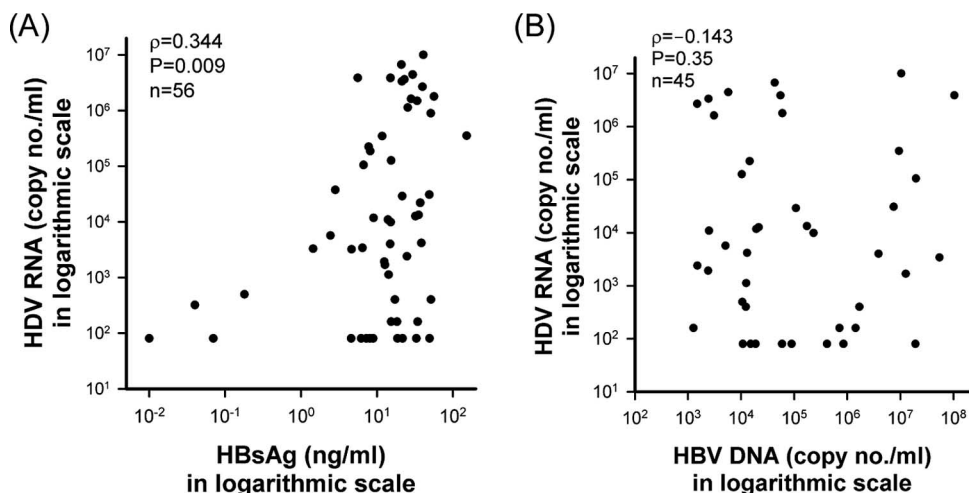 (A)
ρ=0.344
P=0.009
n=56
HDV RNA (copy no./ml)
in logarithmic scale
10⁷
10⁶
10⁵
10⁴
10³
10²
10¹
10⁻²
10⁻¹
10⁰
10¹
10²
HBsAg (ng/ml)
in logarithmic scale
(B)
ρ=−0.143
P=0.35
n=45
HDV RNA (copy no./ml)
in logarithmic scale
10⁷
10⁶
10⁵
10⁴
10³
10²
10¹
10²
10³
10⁴
10⁵
10⁶
10⁷
10⁸
HBV DNA (copy no./ml)
in logarithmic scale